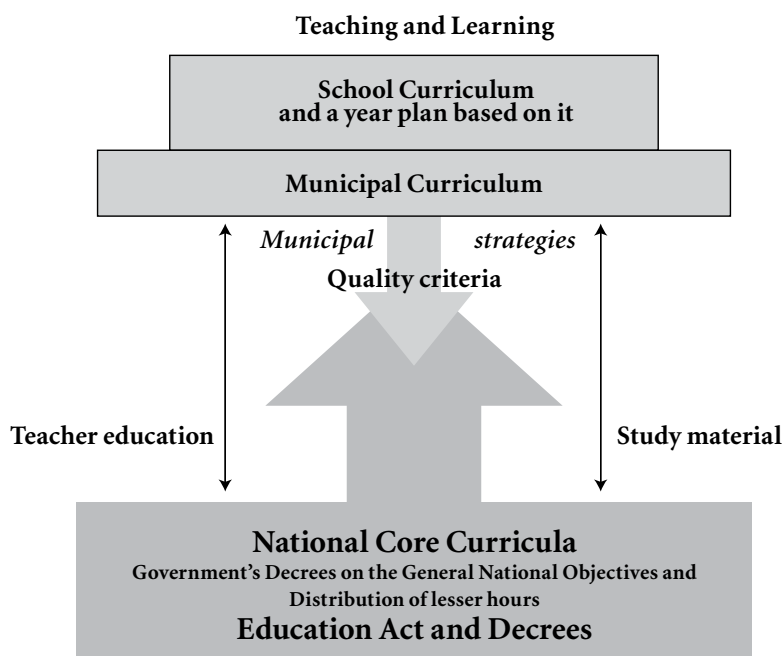 Teaching and Learning
School Curriculum
and a year plan based on it
Municipal Curriculum
Municipal strategies
Quality criteria
Teacher education
Study material
National Core Curricula
Government’s Decrees on the General National Objectives and
Distribution of lesser hours
Education Act and Decrees